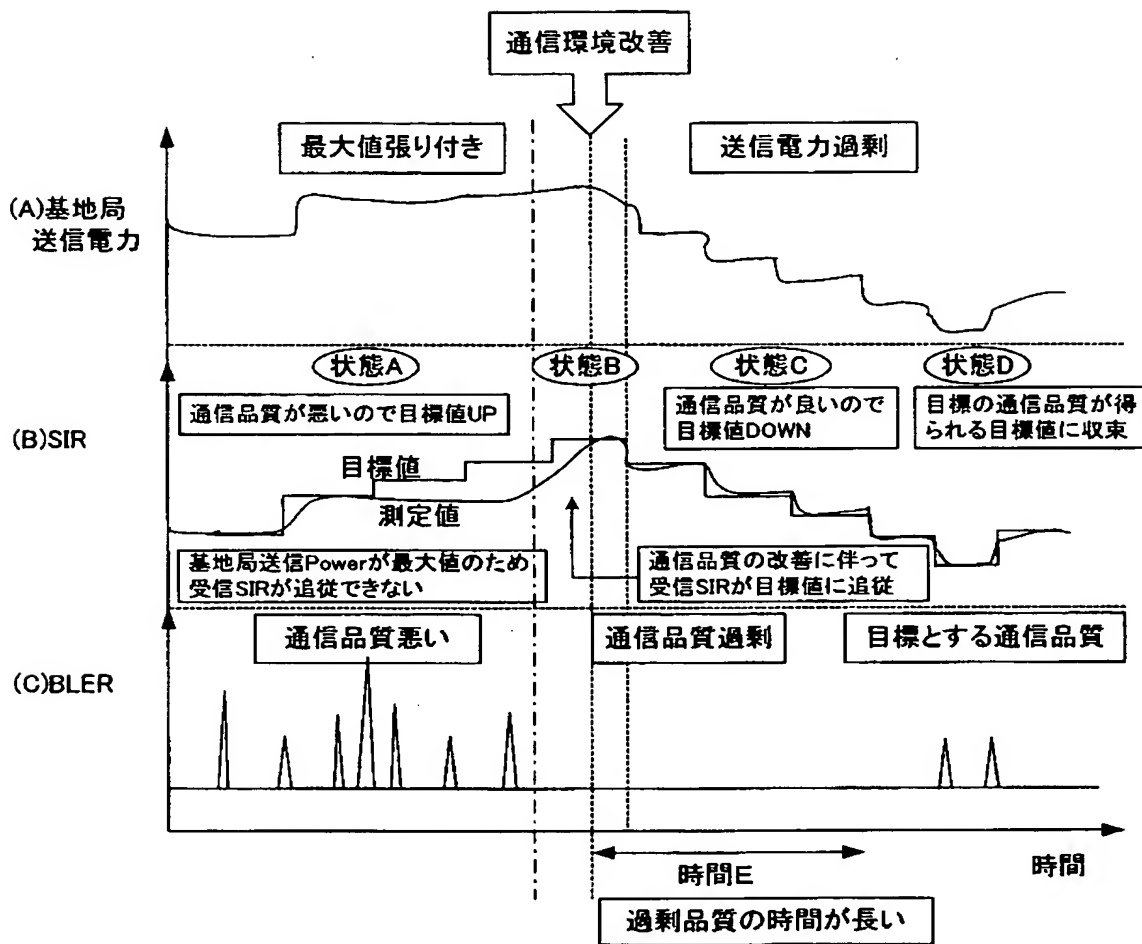 通信環境改善
最大値張り付き
送信電力過剰
(A)基地局
送信電力
状態A
状態B
状態C
状態D
通信品質が悪いので目標値UP
通信品質が良いので
目標値DOWN
目標の通信品質が得
られる目標値に収束
(B)SIR
目標値
測定値
基地局送信Powerが最大値のため
受信SIRが追従できない
通信品質の改善に伴って
受信SIRが目標値に追従
通信品質悪い
通信品質過剰
目標とする通信品質
(C)BLER
時間E
時間
過剰品質の時間が長い